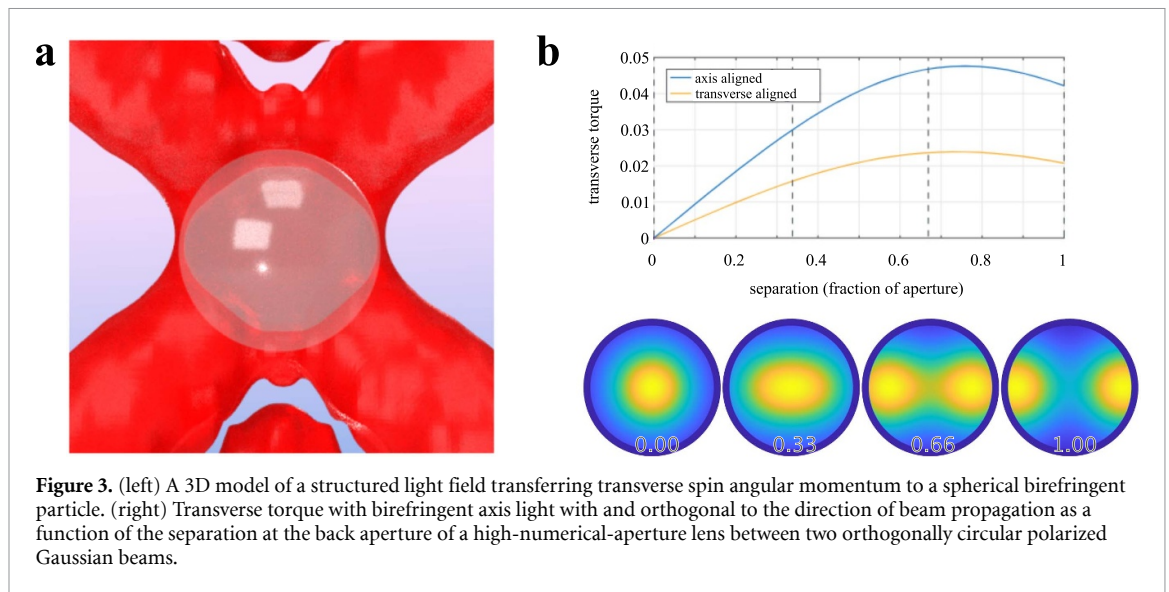 a
b
0.05
0.04
0.03
0.02
0.01
0
transverse torque
axis aligned
transverse aligned
0
0.2
0.4
0.6
0.8
1
separation (fraction of aperture)
0.00
0.33
0.66
1.00
Figure 3. (left) A 3D model of a structured light field transferring transverse spin angular momentum to a spherical birefringent
particle. (right) Transverse torque with birefringent axis light with and orthogonal to the direction of beam propagation as a
function of the separation at the back aperture of a high-numerical-aperture lens between two orthogonally circular polarized
Gaussian beams.